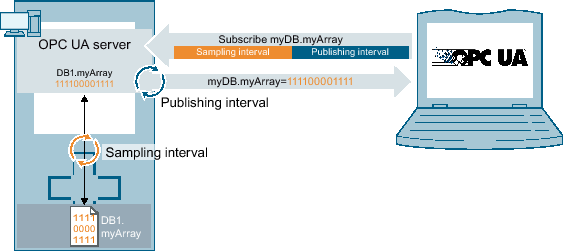 OPC UA server
DB1.myArray
111100001111
Subscribe myDB.myArray
Sampling interval
Publishing interval
myDB.myArray=111100001111
Publishing interval
OPC UA
Sampling interval
1111
0000
1111
DB1.
myArray